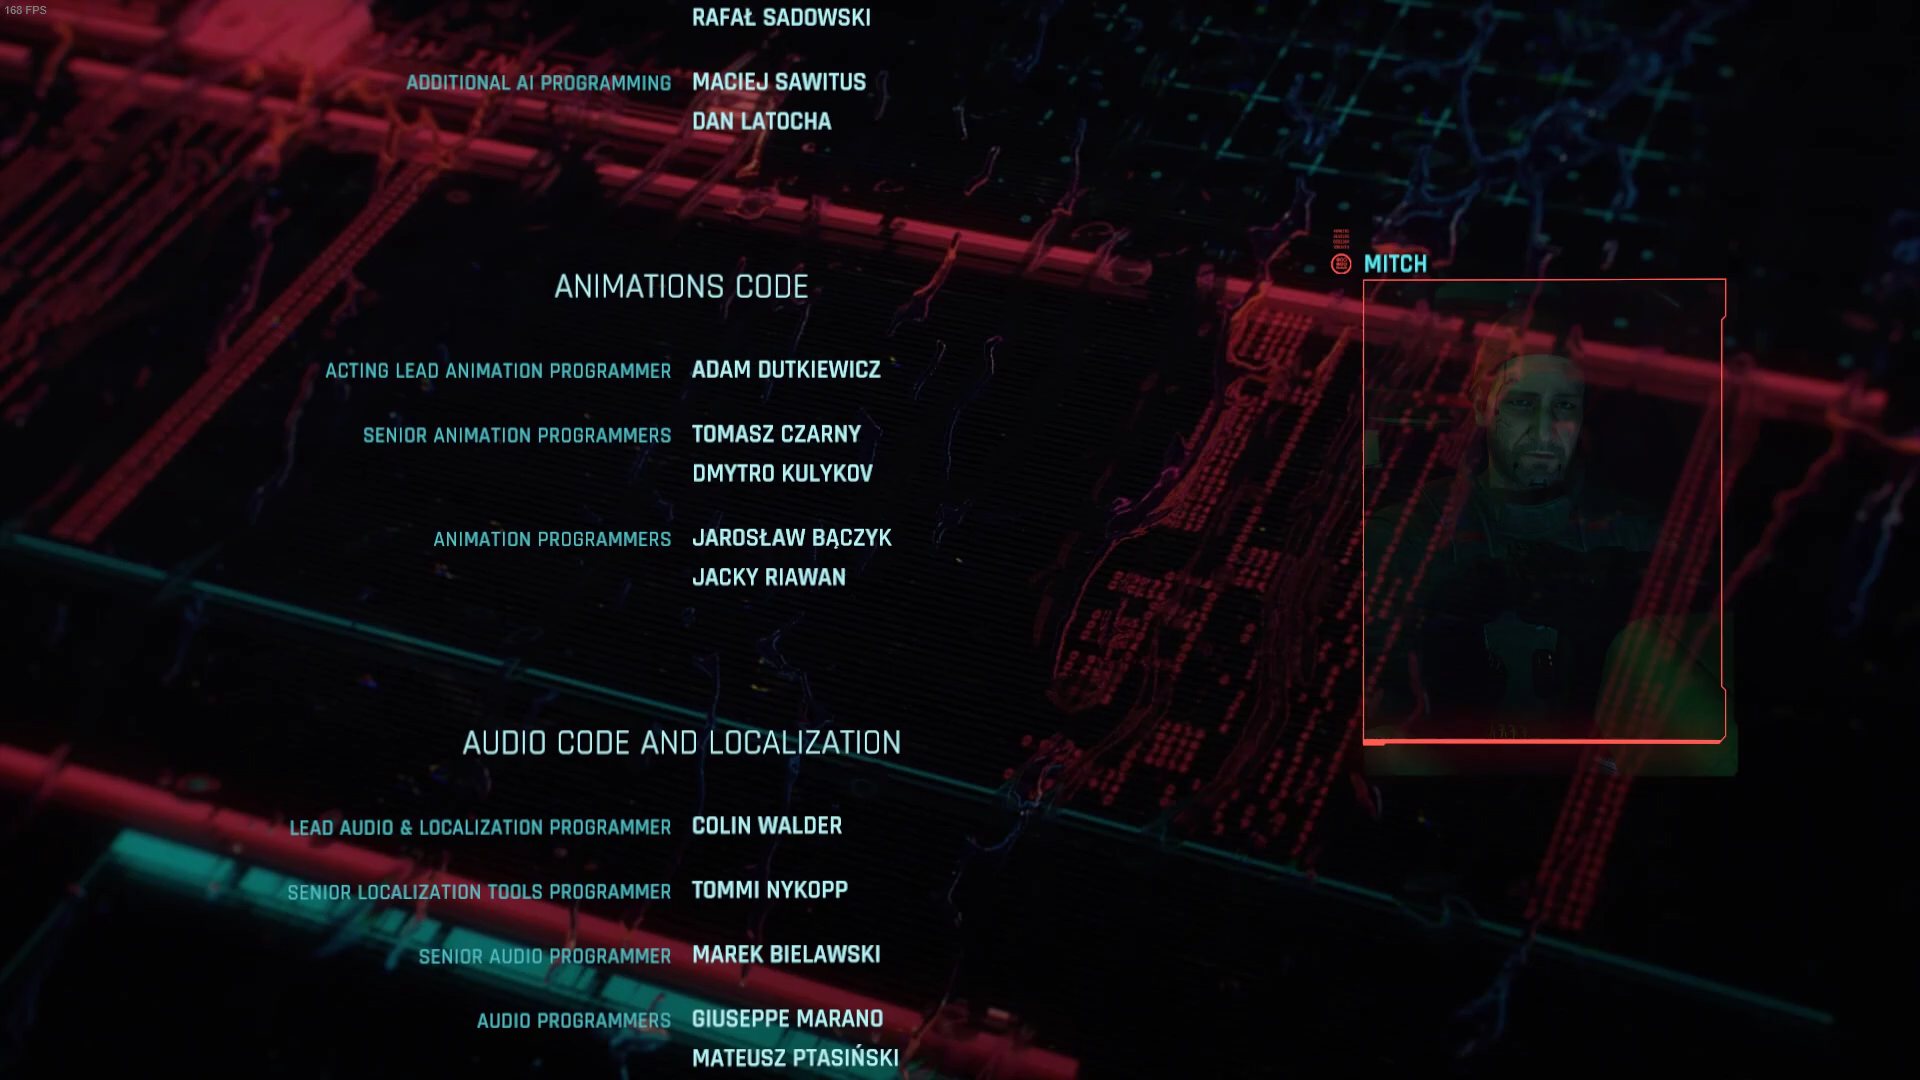 168 FPS
RAFAŁ SADOWSKI
ADDITIONAL AI PROGRAMMING MACIEJ SAWITUS
DAN LATOCHA
MITCH
ANIMATIONS CODE
ACTING LEAD ANIMATION PROGRAMMER ADAM DUTKIEWICZ
SENIOR ANIMATION PROGRAMMERS TOMASZ CZARNY
DMYTRO KULYKOV
ANIMATION PROGRAMMERS JAROSŁAW BĄCZYK
JACKY RIAWAN
AUDIO CODE AND LOCALIZATION
LEAD AUDIO & LOCALIZATION PROGRAMMER COLIN WALDER
SENIOR LOCALIZATION TOOLS PROGRAMMER TOMMI NYKOPP
SENIOR AUDIO PROGRAMMER MAREK BIELAWSKI
AUDIO PROGRAMMERS GIUSEPPE MARANO
MATEUSZ PTASIŃSKI